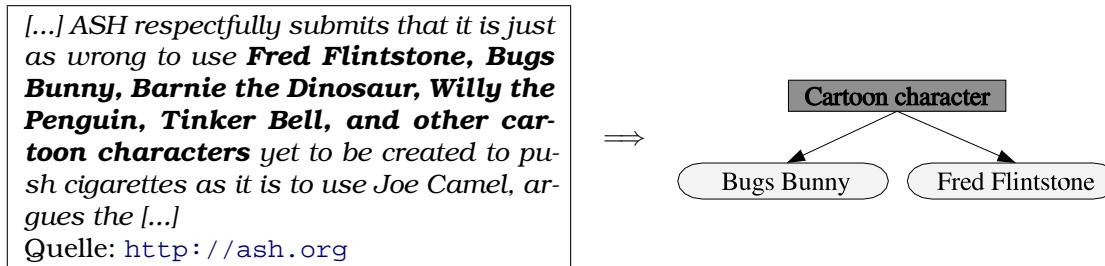 [...] ASH respectfully submits that it is just
as wrong to use Fred Flintstone, Bugs
Bunny, Barnie the Dinosaur, Willy the
Penguin, Tinker Bell, and other car-
toon characters yet to be created to pu-
sh cigarettes as it is to use Joe Camel, ar-
gues the [...]
Quelle: http://ash.org
⟹
Cartoon character
Bugs Bunny
Fred Flintstone